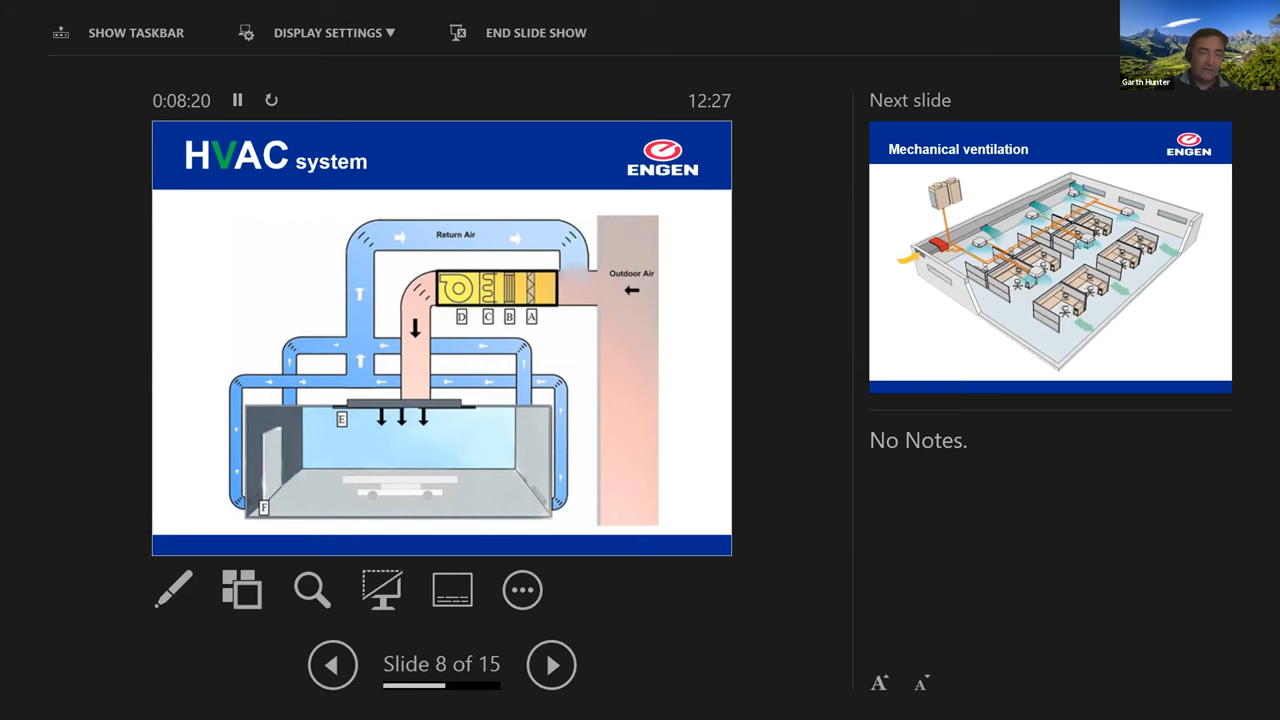 SHOW TASKBAR
DISPLAY SETTINGS ▼
END SLIDE SHOW
Garth Hunter
0:08:20
12:27
HVAC system
ENGEN
Return Air
Outdoor Air
D C B A
E
F
Slide 8 of 15
Next slide
Mechanical ventilation
ENGEN
No Notes.
A A